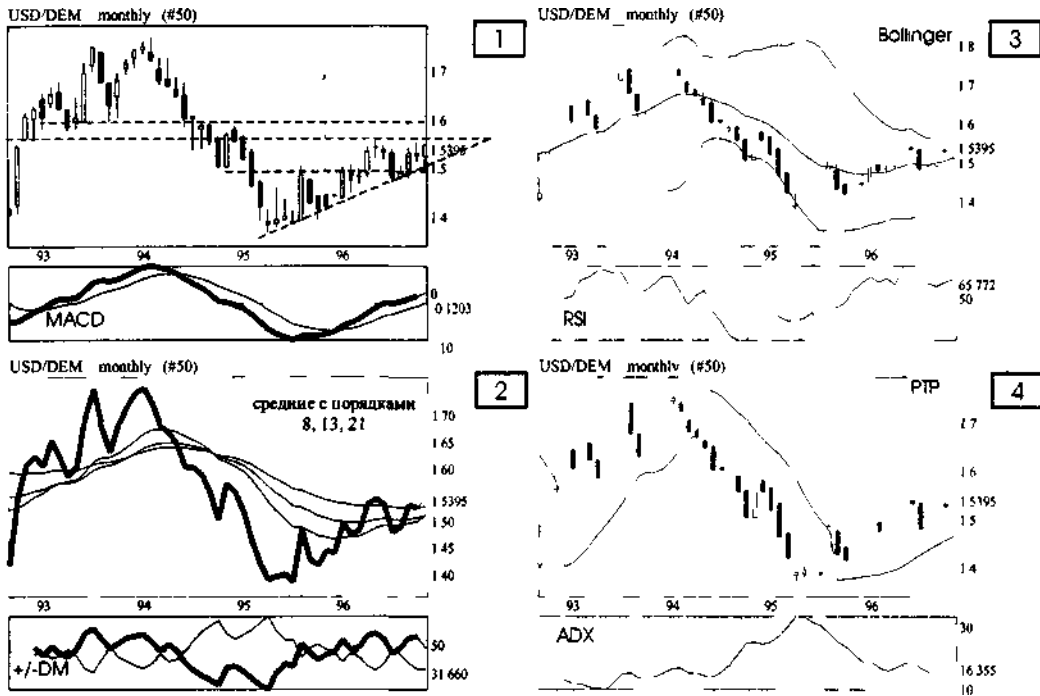 USD/DEM monthly (#50)
1
1 7
1 6
1 5395
1 5
1 4
93 94 95 96
MACD
0
-0 1203
10
USD/DEM monthly (#50)
3
Bollinger
1 8
1 7
1 6
1 5395
1 5
1 4
93 94 95 96
RSI
65 772
50
USD/DEM monthly (#50)
2
средние с порядками
8, 13, 21
1 70
1 65
1 60
1 5395
1 50
1 45
1 40
93 94 95 96
+/-DM
50
31 660
USD/DEM monthly (#50)
4
PTP
1 7
1 6
1 5395
1 5
1 4
93 94 95 96
ADX
30
16 355
10